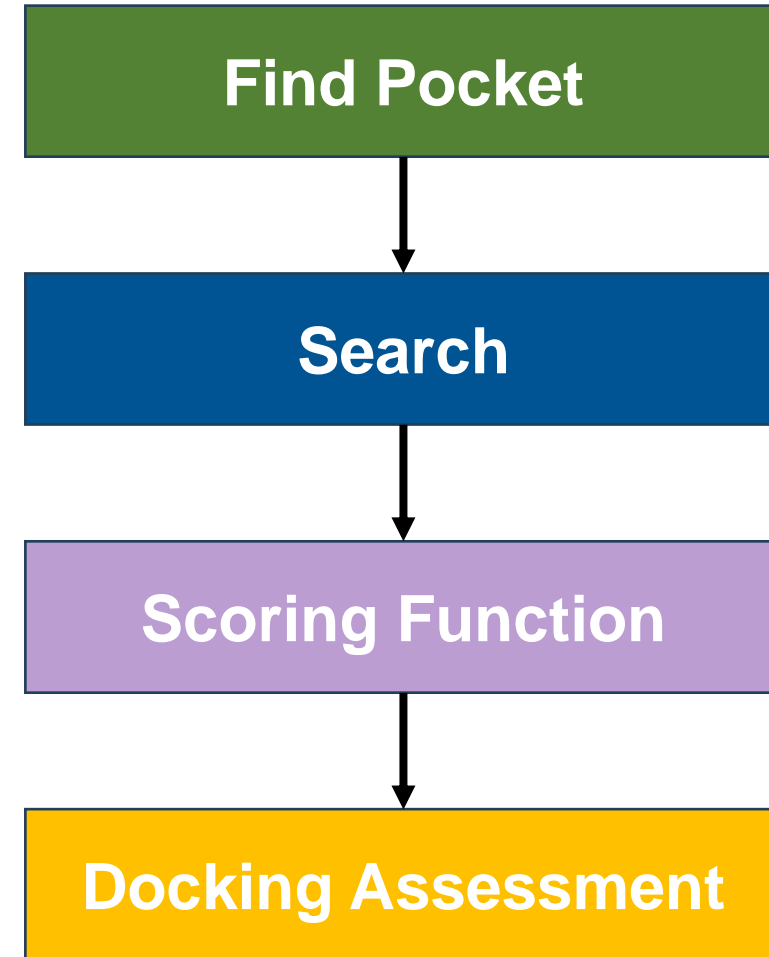 Find Pocket
Search
Scoring Function
Docking Assessment